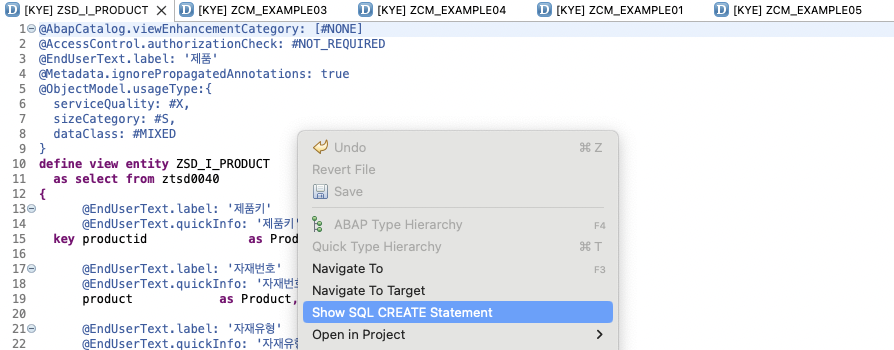 [KYE] ZSD_I_PRODUCT [KYE] ZCM_EXAMPLE03 [KYE] ZCM_EXAMPLE04 [KYE] ZCM_EXAMPLE01 [KYE] ZCM_EXAMPLE05
1 @AbapCatalog.viewEnhancementCategory: [#NONE]
2 @AccessControl.authorizationCheck: #NOT_REQUIRED
3 @EndUserText.label: '제품'
4 @Metadata.ignorePropagatedAnnotations: true
5 @ObjectModel.usageType:{
6 serviceQuality: #X,
7 sizeCategory: #S,
8 dataClass: #MIXED
9 }
10 define view entity ZSD_I_PRODUCT
11 as select from ztsd0040
12 {
13 @EndUserText.label: '제품키'
14 @EndUserText.quickInfo: '제품키'
15 key productid as Prod
16
17 @EndUserText.label: '자재번호'
18 @EndUserText.quickInfo: '자재번호
19 product as Product,
20
21 @EndUserText.label: '자재유형'
22 @EndUserText.quickInfo: '자재유형
Undo ⌘ Z
Revert File
Save
ABAP Type Hierarchy F4
Quick Type Hierarchy ⌘ T
Navigate To F3
Navigate To Target
Show SQL CREATE Statement
Open in Project